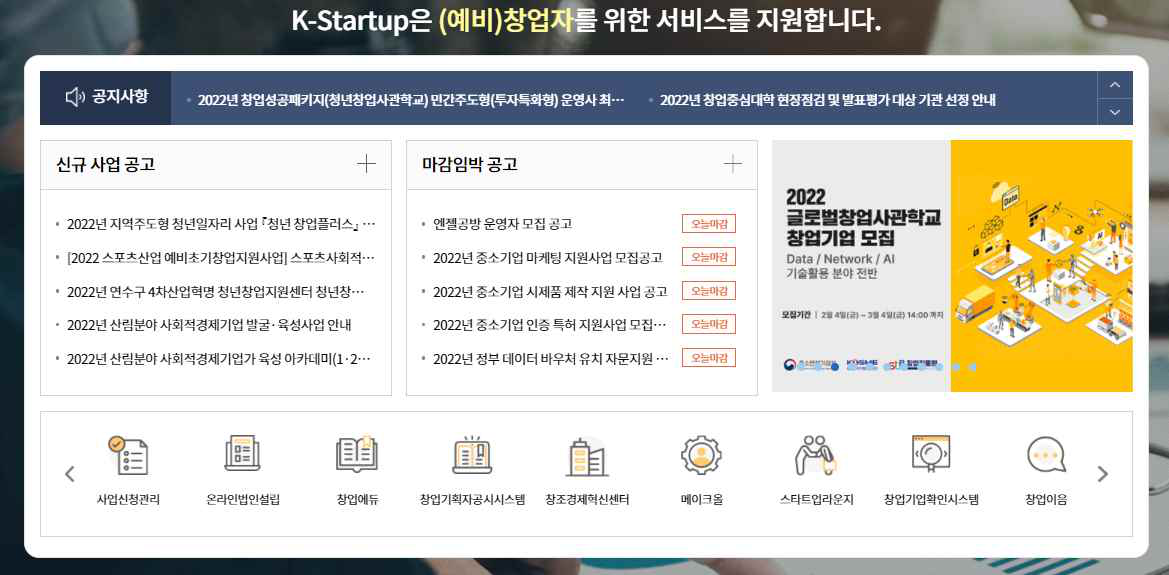 K-Startup은 (예비)창업자를 위한 서비스를 지원합니다.
공지사항
2022년 창업성공패키지(청년창업사관학교) 민간주도형(투자특화형) 운영사 최…
2022년 창업중심대학 현장점검 및 발표평가 대상 기관 선정 안내
신규 사업 공고
2022년 지역주도형 청년일자리 사업 『청년 창업플러스』 …
[2022 스포츠산업 예비초기창업지원사업] 스포츠사회적…
2022년 연수구 4차산업혁명 청년창업지원센터 청년창…
2022년 산림분야 사회적경제기업 발굴·육성사업 안내
2022년 산림분야 사회적경제기업가 육성 아카데미(1·2…
마감임박 공고
엔젤공방 운영자 모집 공고 오늘마감
2022년 중소기업 마케팅 지원사업 모집공고 오늘마감
2022년 중소기업 시제품 제작 지원 사업 공고 오늘마감
2022년 중소기업 인증 특허 지원사업 모집… 오늘마감
2022년 정부 데이터 바우처 유치 자문지원 … 오늘마감
2022
글로벌창업사관학교
창업기업 모집
Data / Network / AI
기술활용 분야 전반
모집기간 | 2월 4일(금) ~ 3월 4일(금) 14:00 까지
Data
AI
사업신청관리
온라인법인설립
창업에듀
창업기획자공시시스템
창조경제혁신센터
메이크올
스타트업라운지
창업기업확인시스템
창업이음